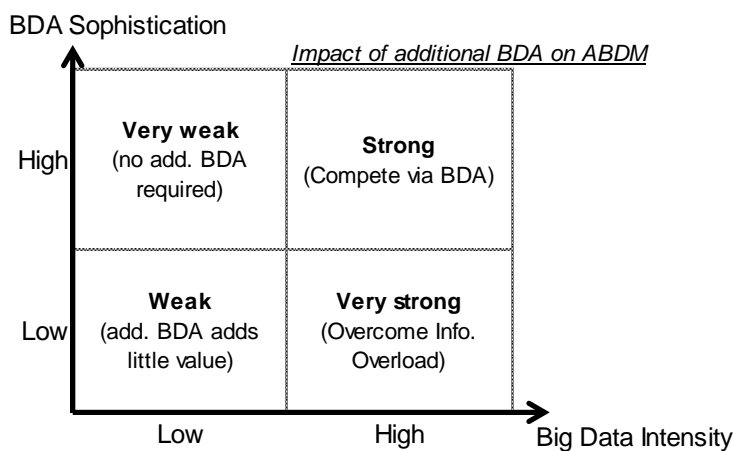 BDA Sophistication
Impact of additional BDA on ABDM
High
Very weak
(no add. BDA
required)
Strong
(Compete via BDA)
Low
Weak
(add. BDA adds
little value)
Very strong
(Overcome Info.
Overload)
Low
High
Big Data Intensity